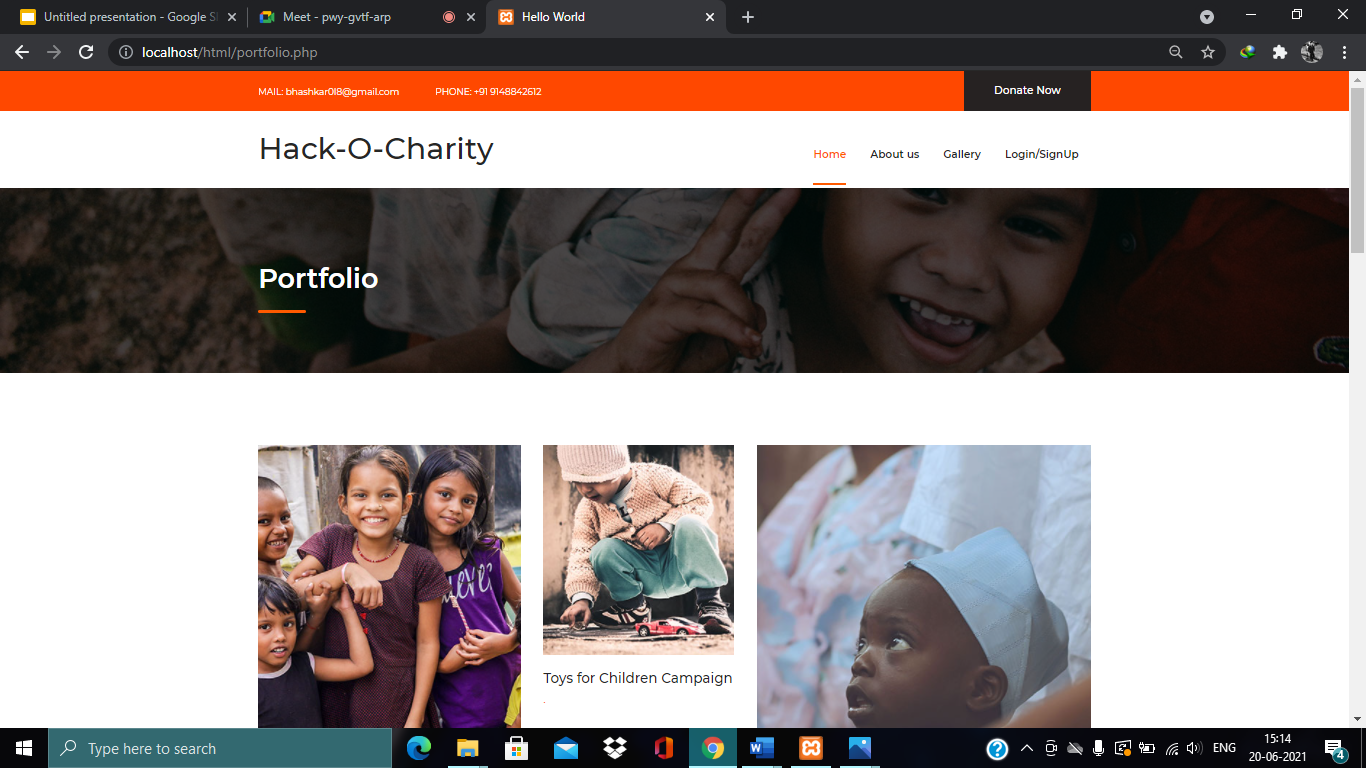 Untitled presentation - Google Sl
Meet - pwy-gvtf-arp
Hello World
localhost/html/portfolio.php
MAIL: bhashkar018@gmail.com PHONE: +91 9148842612 Donate Now
Hack-O-Charity
Home About us Gallery Login/SignUp
Portfolio
Toys for Children Campaign
.
Type here to search
ENG
15:14
20-06-2021
4